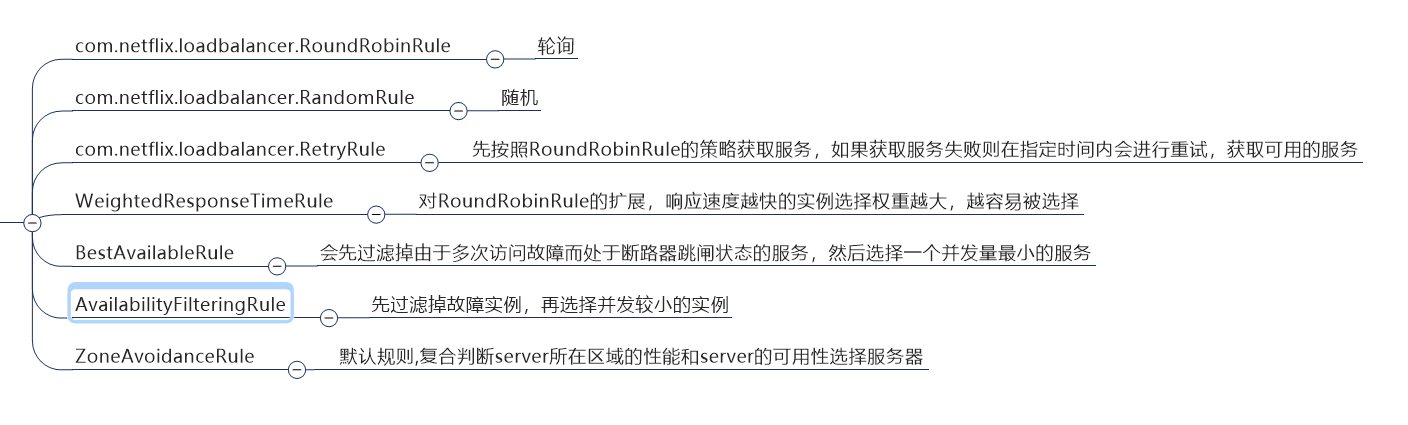 com.netflix.loadbalancer.RoundRobinRule 轮询
com.netflix.loadbalancer.RandomRule 随机
com.netflix.loadbalancer.RetryRule 先按照RoundRobinRule的策略获取服务，如果获取服务失败则在指定时间内会进行重试，获取可用的服务
WeightedResponseTimeRule 对RoundRobinRule的扩展，响应速度越快的实例选择权重越大，越容易被选择
BestAvailableRule 会先过滤掉由于多次访问故障而处于断路器跳闸状态的服务，然后选择一个并发量最小的服务
AvailabilityFilteringRule 先过滤掉故障实例，再选择并发较小的实例
ZoneAvoidanceRule 默认规则,复合判断server所在区域的性能和server的可用性选择服务器